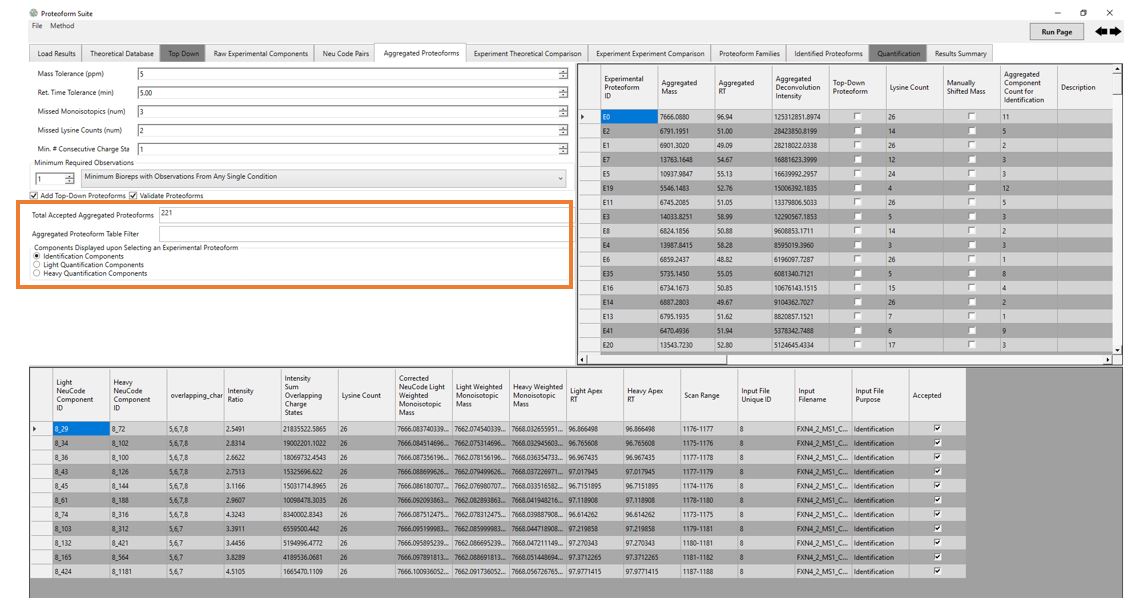 Proteoform Suite
File Method
Run Page
Load Results Theoretical Database Top Down Raw Experimental Components Neu Code Pairs Aggregated Proteoforms Experiment Theoretical Comparison Experiment Experiment Comparison Proteoform Families Identified Proteoforms Quantification Results Summary
Mass Tolerance (ppm) 5
Ret. Time Tolerance (min) 5.00
Missed Monoisotopics (num) 3
Missed Lysine Counts (num) 2
Min. # Consecutive Charge Sta 1
Minimum Required Observations
1 Minimum Bioreps with Observations From Any Single Condition
Add Top-Down Proteoforms Validate Proteoforms
Total Accepted Aggregated Proteoforms 221
Aggregated Proteoform Table Filter
Components Displayed upon Selecting an Experimental Proteoform
Identification Components
Light Quantification Components
Heavy Quantification Components
Experimental Proteoform ID Aggregated Mass Aggregated RT Aggregated Deconvolution Intensity Top-Down Proteoform Lysine Count Manually Shifted Mass Aggregated Component Count for Identification Description
E0 7666.0880 96.94 125312851.8974 26 11
E2 6791.1951 51.00 28423850.8199 14 5
E1 6901.3020 49.09 28218022.0338 26 2
E7 13763.1648 54.67 16881623.3999 12 3
E5 10937.9847 55.13 16639992.2957 24 3
E19 5546.1483 52.76 15006392.1835 4 12
E11 6745.2085 51.05 13379806.5033 26 5
E3 14033.8251 58.99 12290567.1853 5 3
E8 6824.1856 50.88 9608853.1711 14 2
E4 13987.8415 58.28 8595019.3960 3 3
E6 6859.2437 48.82 6196097.7287 26 1
E35 5735.1450 55.05 6081340.7121 5 8
E16 6734.1673 50.85 10676143.1515 15 4
E14 6887.2803 49.67 9104362.7027 26 2
E13 6795.1935 51.62 8820857.1521 7 1
E41 6470.4936 51.94 5378342.7488 6 9
E20 13543.7230 52.80 5124645.4334 17 3
Light NeuCode Component ID Heavy NeuCode Component ID overlapping_char Intensity Ratio Intensity Sum Overlapping Charge States Lysine Count Corrected NeuCode Light Weighted Monoisotopic Mass Light Weighted Monoisotopic Mass Heavy Weighted Monoisotopic Mass Light Apex RT Heavy Apex RT Scan Range Input File Unique ID Input Filename Input File Purpose Accepted
8_29 8_72 5,6,7,8 2.5491 21835522.5865 26 7666.083740339... 7662.074540339... 7668.032655951... 96.866498 96.866498 1176-1177 8 FXN4_2_MS1_C... Identification
8_34 8_102 5,6,7,8 2.8314 19002201.1022 26 7666.084514696... 7662.075314696... 7668.032945603... 96.765608 96.765608 1175-1176 8 FXN4_2_MS1_C... Identification
8_36 8_100 5,6,7,8 2.6622 18069732.4543 26 7666.087356196... 7662.078156196... 7668.036354733... 96.967435 96.967435 1177-1178 8 FXN4_2_MS1_C... Identification
8_43 8_126 5,6,7,8 2.7513 15325696.622 26 7666.088699626... 7662.079499626... 7668.037226971... 97.017945 97.017945 1177-1179 8 FXN4_2_MS1_C... Identification
8_45 8_144 5,6,7,8 3.1166 15031714.8965 26 7666.086180707... 7662.076980707... 7668.033516582... 96.7151895 96.7151895 1174-1176 8 FXN4_2_MS1_C... Identification
8_61 8_188 5,6,7,8 2.9607 10098478.3035 26 7666.092093863... 7662.082893863... 7668.041948216... 97.118908 97.118908 1178-1180 8 FXN4_2_MS1_C... Identification
8_74 8_316 5,6,7,8 4.3243 8340002.8343 26 7666.087512475... 7662.078312475... 7668.039887908... 96.614262 96.614262 1173-1175 8 FXN4_2_MS1_C... Identification
8_103 8_312 5,6,7 3.3911 6559500.442 26 7666.095199983... 7662.085999983... 7668.044718908... 97.219858 97.219858 1179-1181 8 FXN4_2_MS1_C... Identification
8_132 8_421 5,6,7 3.4456 5194996.4772 26 7666.095895239... 7662.086695239... 7668.047211149... 97.270343 97.270343 1180-1181 8 FXN4_2_MS1_C... Identification
8_165 8_564 5,6,7 3.8289 4189536.0681 26 7666.097891813... 7662.088691813... 7668.051448694... 97.3712265 97.3712265 1181-1182 8 FXN4_2_MS1_C... Identification
8_424 8_1181 5,6,7 4.5105 1665470.1109 26 7666.100936052... 7662.091736052... 7668.056726765... 97.9771415 97.9771415 1187-1188 8 FXN4_2_MS1_C... Identification